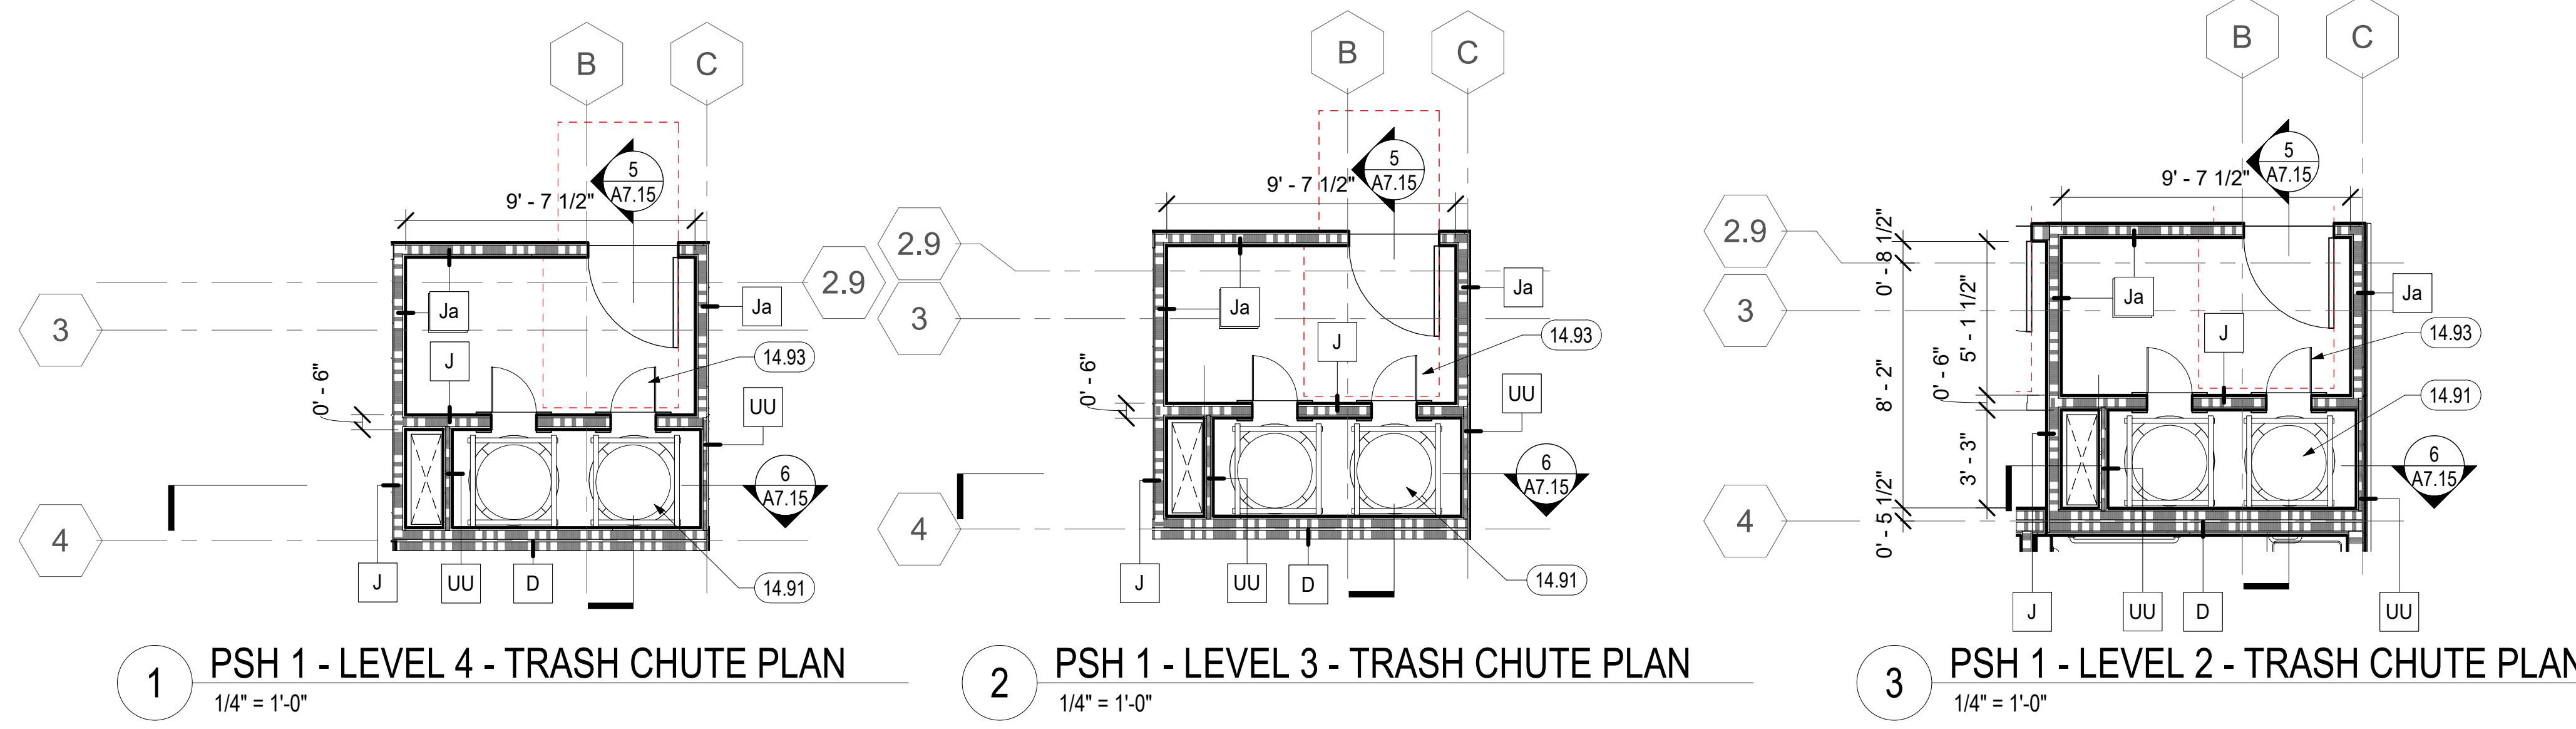 B
C
5
A7.15
9' - 7 1/2"
2.9
3
Ja
Ja
J
14.93
0' - 6"
UU
6
A7.15
4
J
UU
D
14.91
1
PSH 1 - LEVEL 4 - TRASH CHUTE PLAN
1/4" = 1'-0"
B
C
5
A7.15
9' - 7 1/2"
2.9
3
Ja
Ja
J
14.93
0' - 6"
UU
6
A7.15
4
J
UU
D
14.91
2
PSH 1 - LEVEL 3 - TRASH CHUTE PLAN
1/4" = 1'-0"
B
C
5
A7.15
9' - 7 1/2"
2.9
3
0' - 8 1/2"
5' - 1 1/2"
8' - 2"
0' - 6"
3' - 3"
0' - 5 1/2"
Ja
Ja
J
14.93
14.91
6
A7.15
4
J
UU
D
UU
3
PSH 1 - LEVEL 2 - TRASH CHUTE PLAN
1/4" = 1'-0"